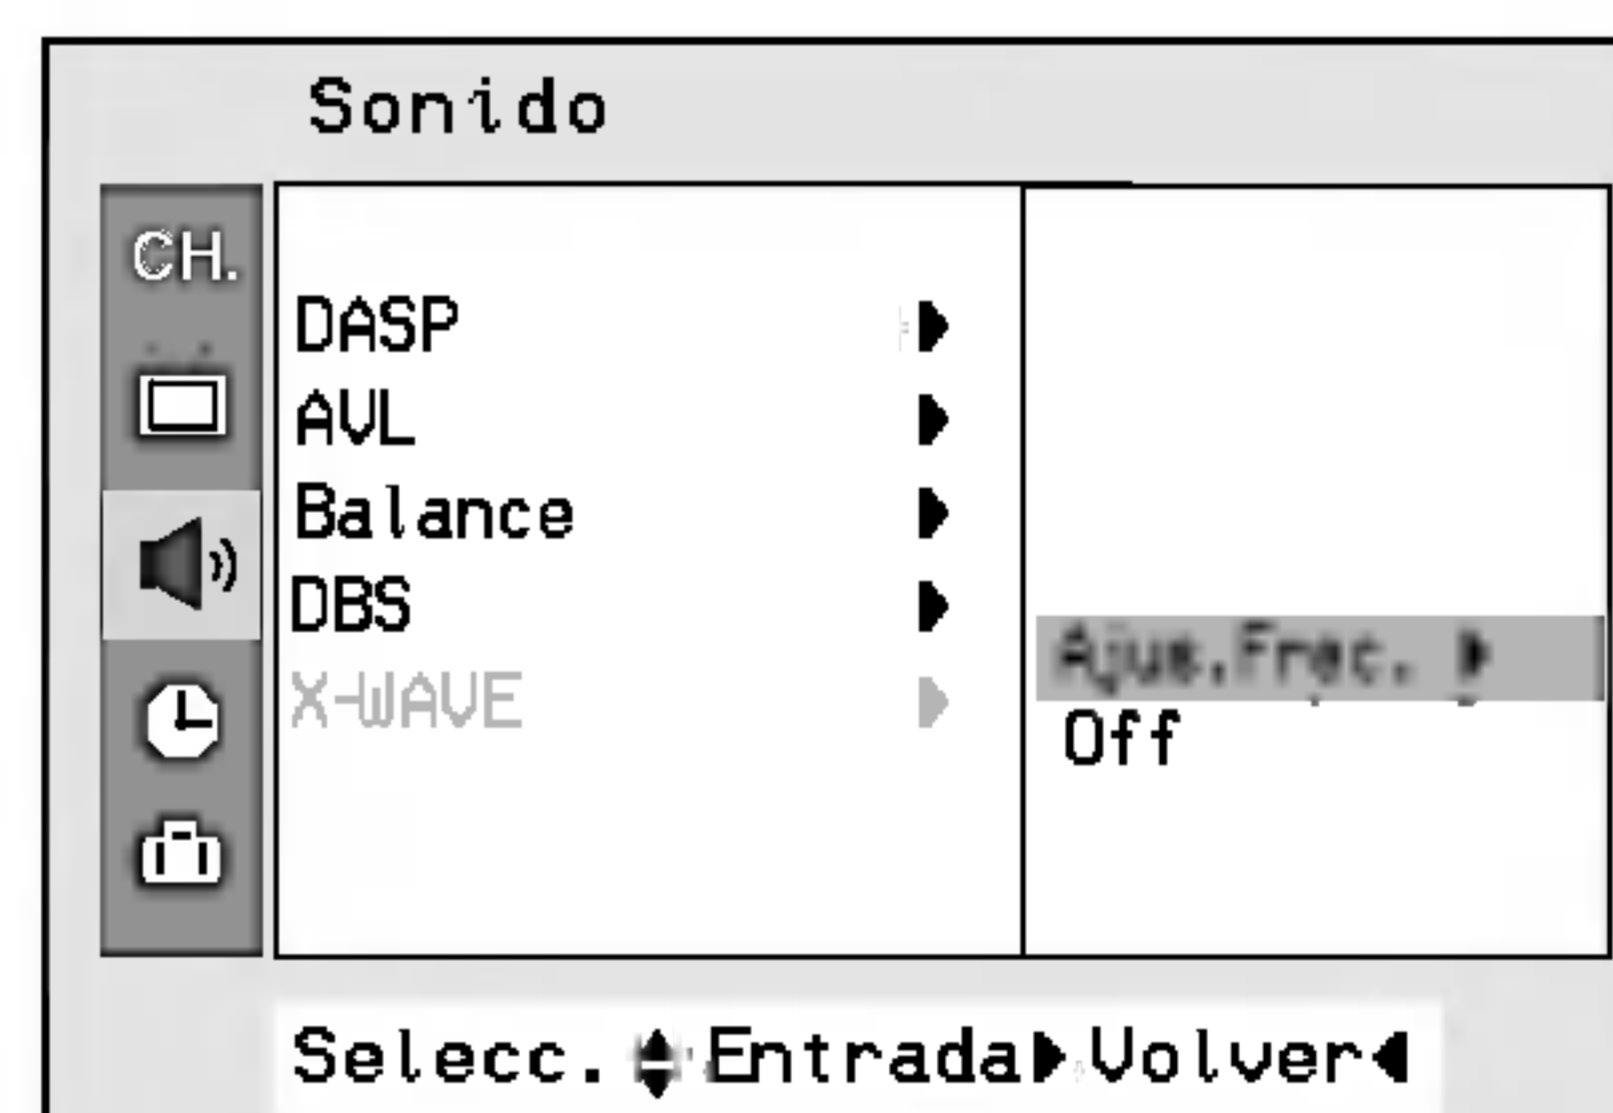 Sonido
CH.
DASP
AVL
Balance
DBS
X-WAVE
Ajus.Frec.
Off
Selecc. Entrada Volver